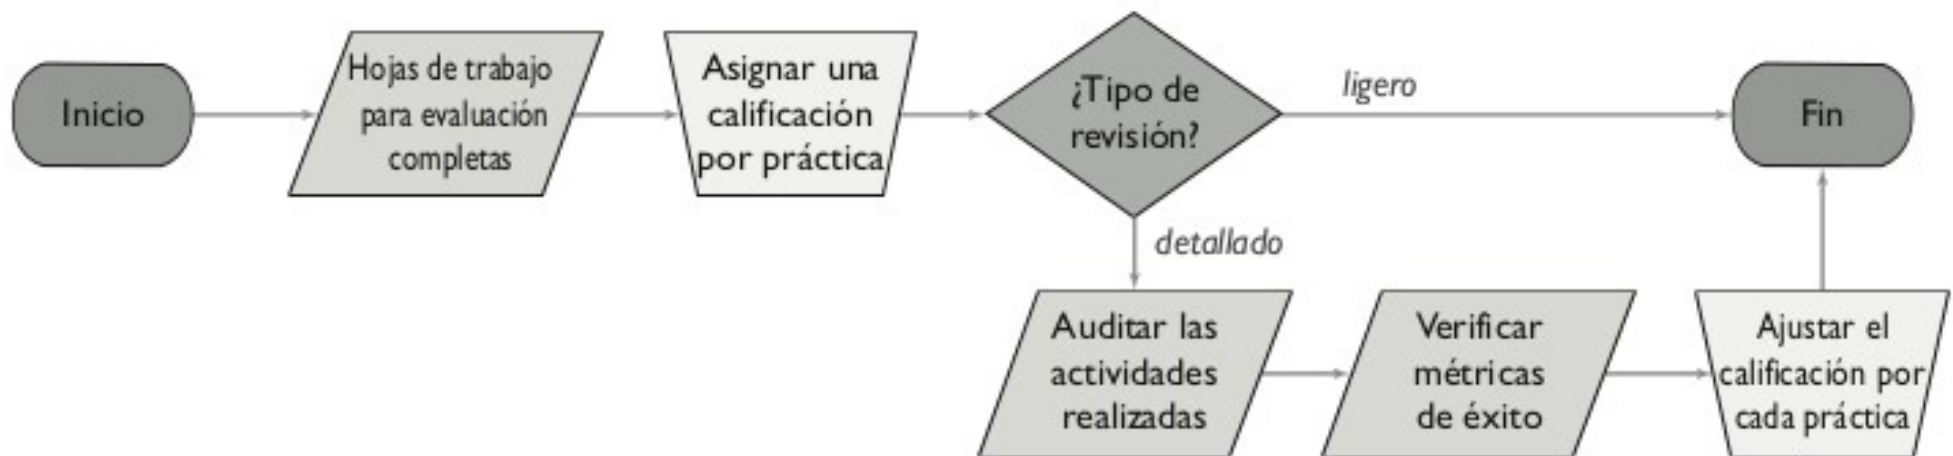 Inicio
Hojas de trabajo
para evaluación
completas
Asignar una
calificación
por práctica
¿Tipo de
revisión?
ligero
Fin
detallado
Auditar las
actividades
realizadas
Verificar
métricas
de éxito
Ajustar el
calificación por
cada práctica